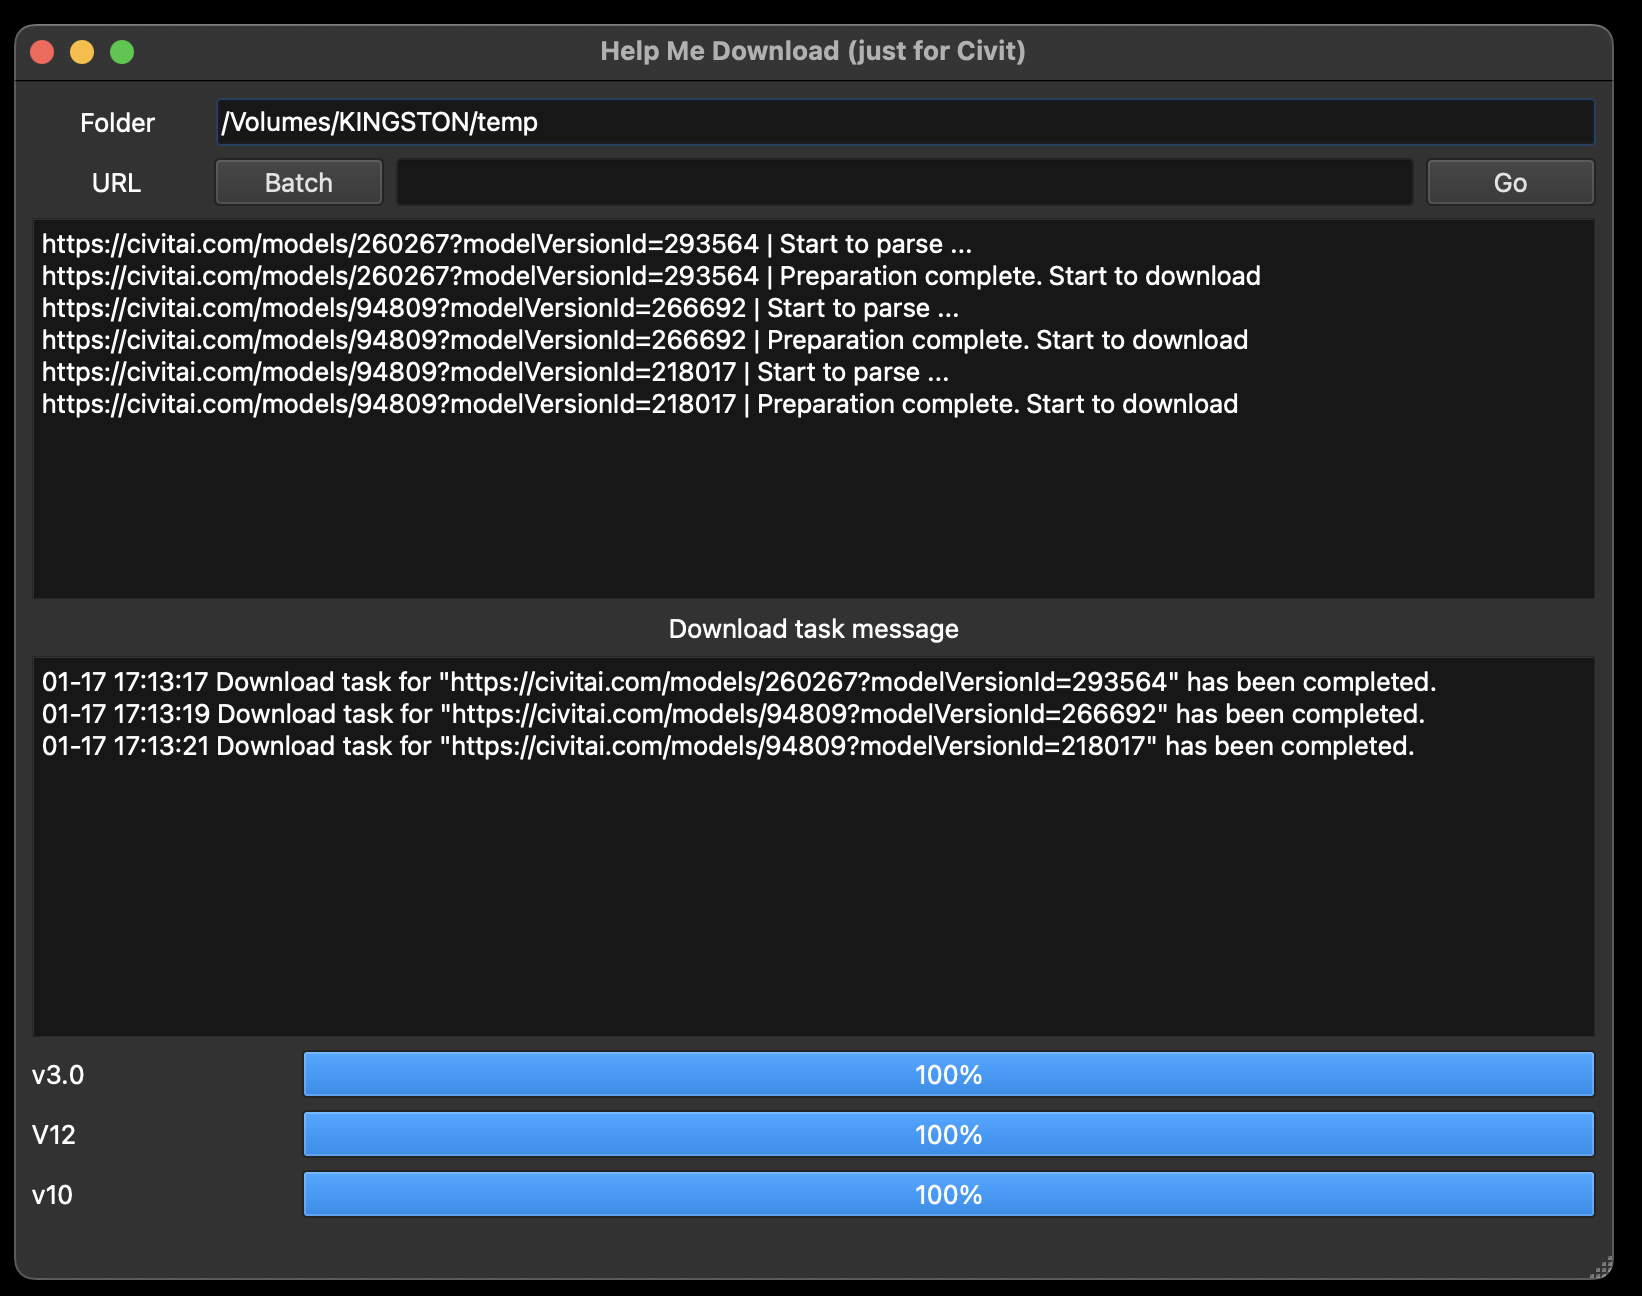 Help Me Download (just for Civit)
Folder /Volumes/KINGSTON/temp
URL Batch Go
https://civitai.com/models/260267?modelVersionId=293564 | Start to parse ...
https://civitai.com/models/260267?modelVersionId=293564 | Preparation complete. Start to download
https://civitai.com/models/94809?modelVersionId=266692 | Start to parse ...
https://civitai.com/models/94809?modelVersionId=266692 | Preparation complete. Start to download
https://civitai.com/models/94809?modelVersionId=218017 | Start to parse ...
https://civitai.com/models/94809?modelVersionId=218017 | Preparation complete. Start to download
Download task message
01-17 17:13:17 Download task for "https://civitai.com/models/260267?modelVersionId=293564" has been completed.
01-17 17:13:19 Download task for "https://civitai.com/models/94809?modelVersionId=266692" has been completed.
01-17 17:13:21 Download task for "https://civitai.com/models/94809?modelVersionId=218017" has been completed.
v3.0 100%
V12 100%
v10 100%